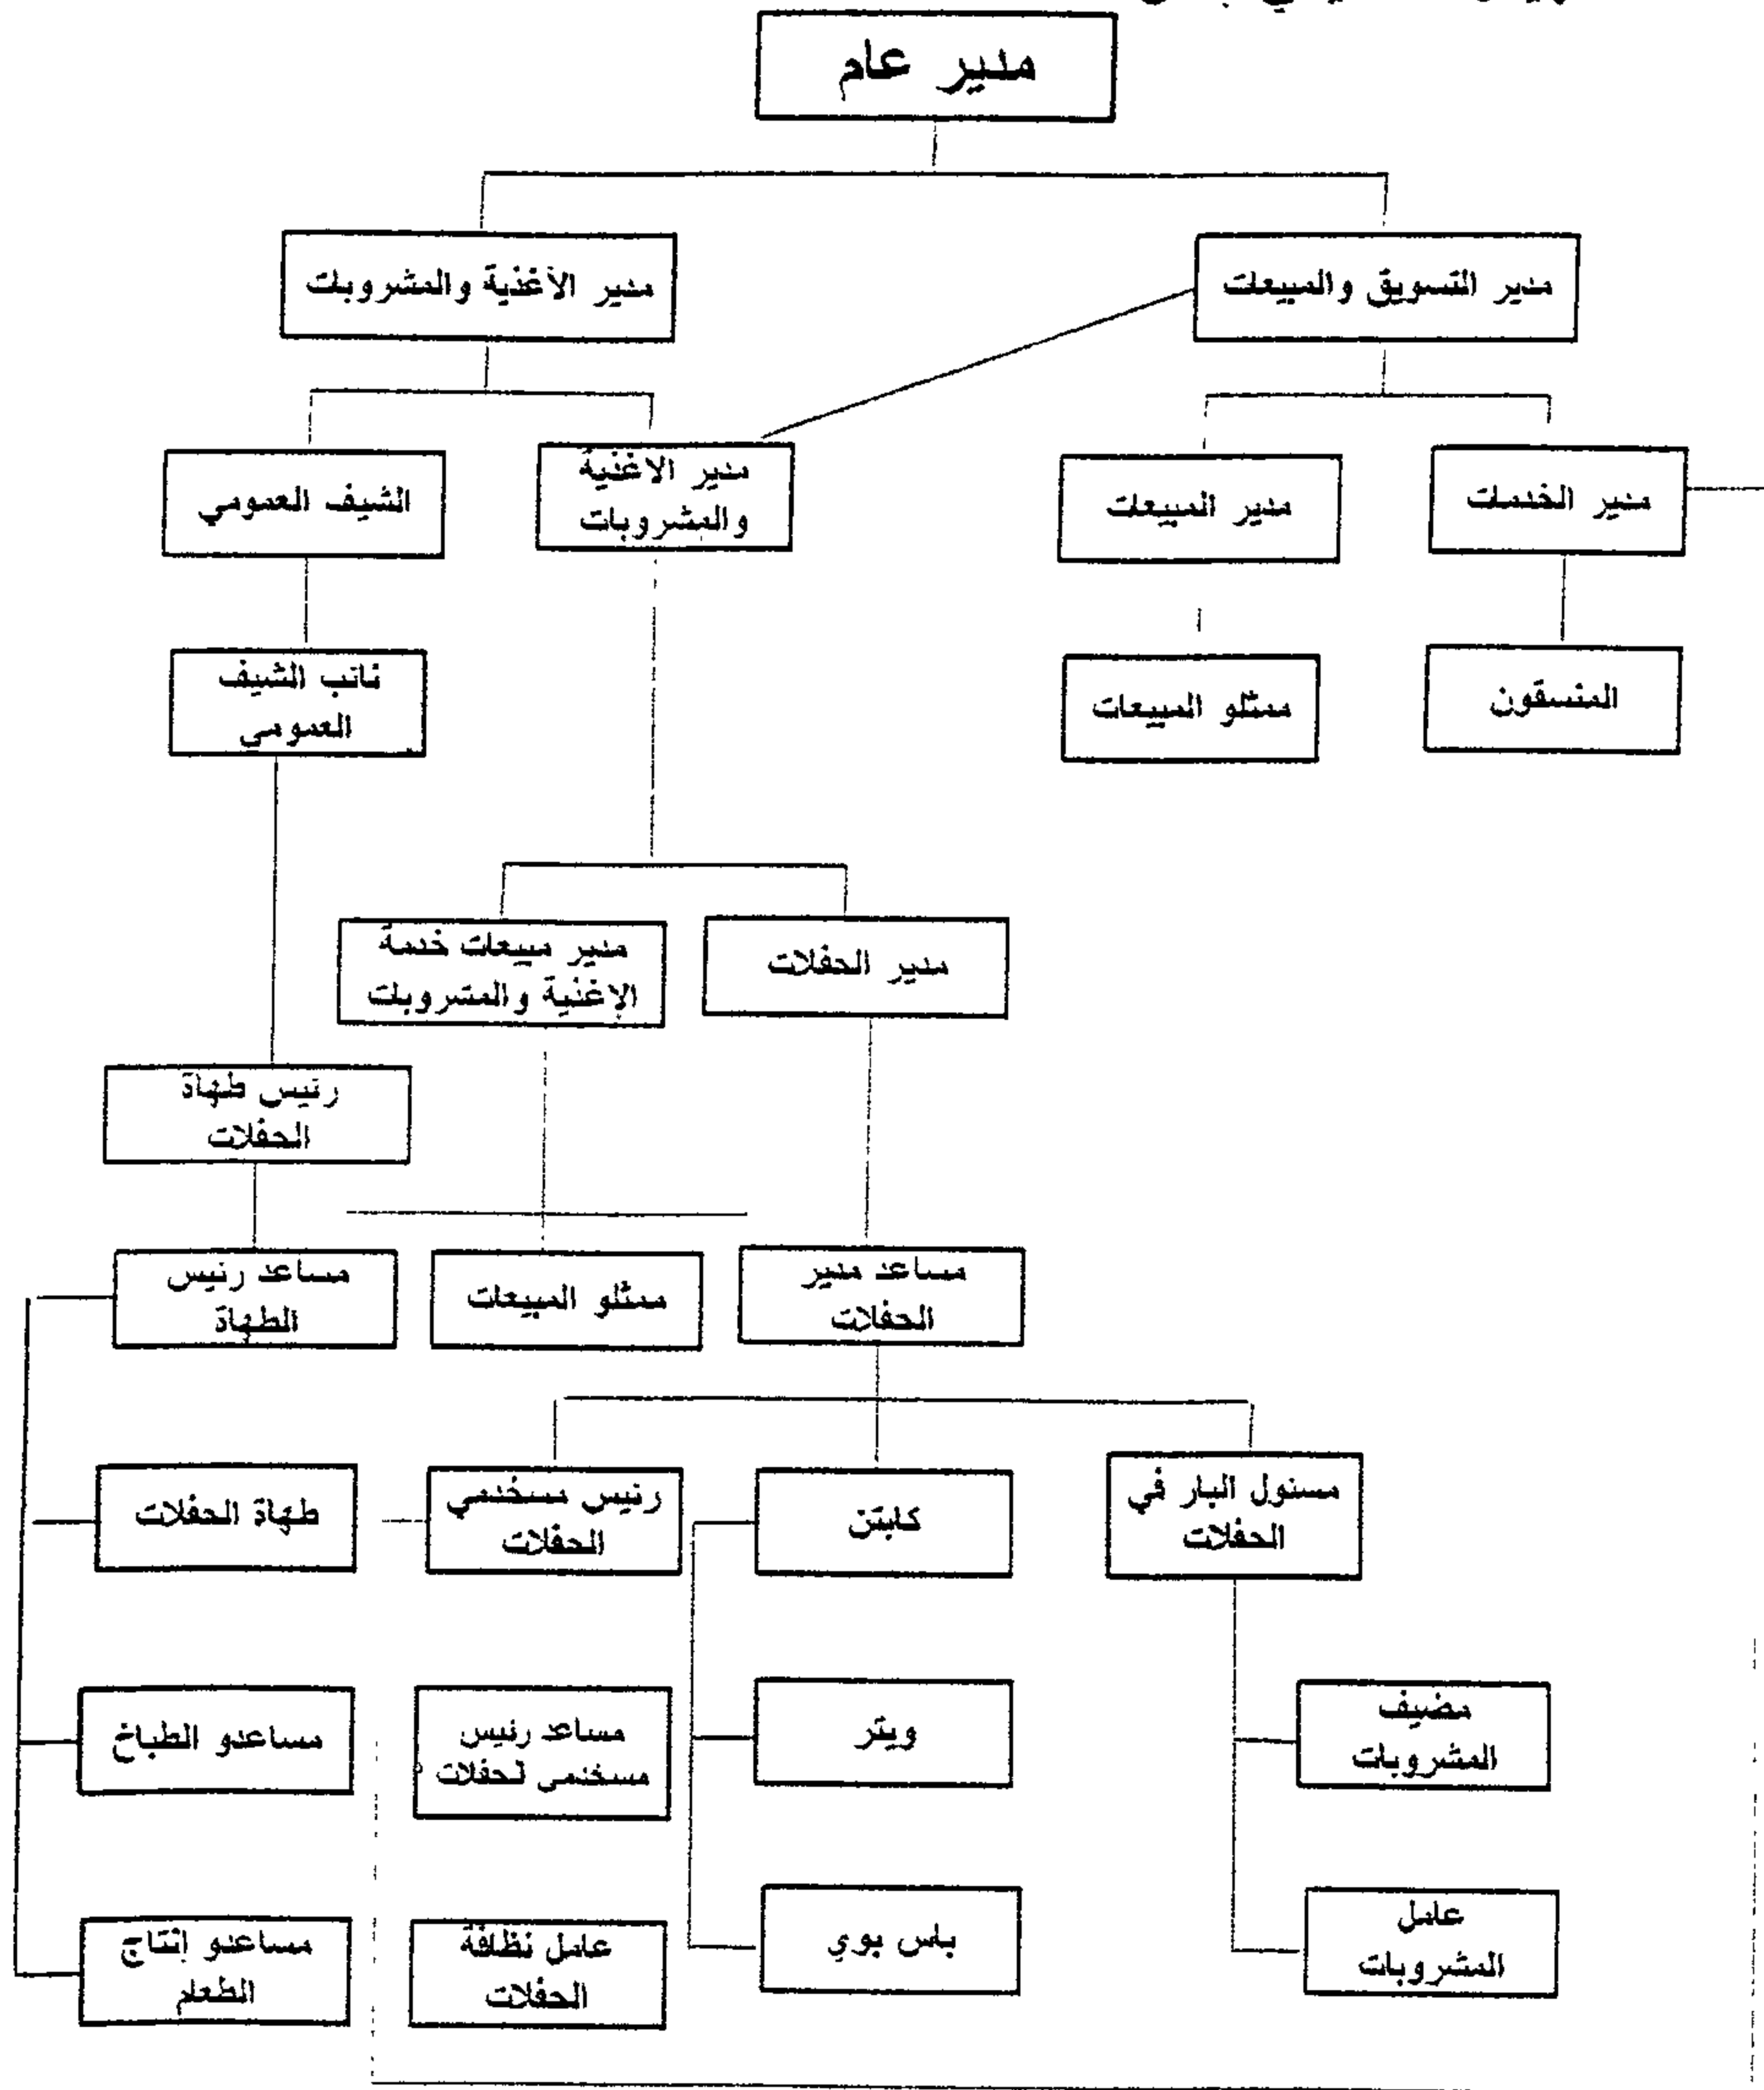 مدير عام
مدير التسويق والمبيعات
مدير الأغذية والمشروبات
مدير الخدمات
مدير المبيعات
مدير الاغذية
والمشروبات
الشيف العمومي
المنسقون
ممثلو المبيعات
نائب الشيف
العمومي
مدير الحفلات
مدير مبيعات خدمة
الاغذية والمشروبات
رئيس طهاة
الحفلات
مساعد مدير
الحفلات
ممثلو المبيعات
مساعد رئيس
الطهاة
مسئول البار في
الحفلات
كابتن
رئيس مستخدمي
الحفلات
طهاة الحفلات
مضيف
المشروبات
ويتر
مساعد رئيس
مستخدمي الحفلات
مساعدو الطباخ
عامل
المشروبات
باس بوي
عامل نظافة
الحفلات
مساعدو إنتاج
الطعام